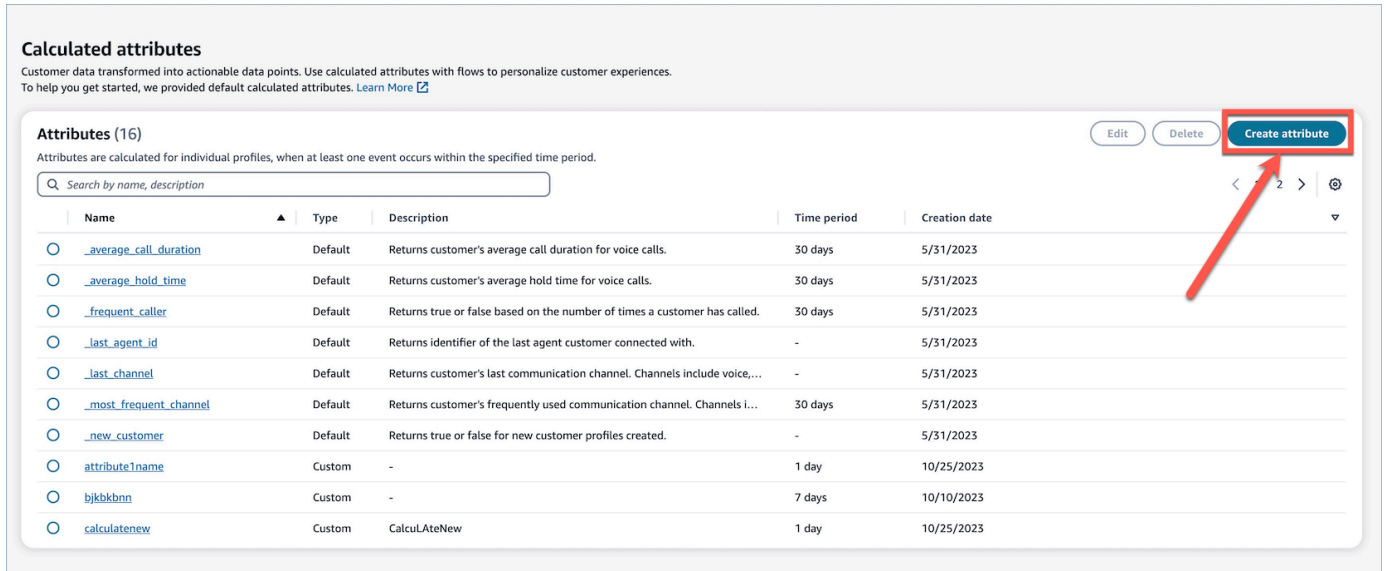 Calculated attributes
Customer data transformed into actionable data points. Use calculated attributes with flows to personalize customer experiences.
To help you get started, we provided default calculated attributes. Learn More
Attributes (16) Edit Delete Create attribute
Attributes are calculated for individual profiles, when at least one event occurs within the specified time period.
Search by name, description 2
Name Type Description Time period Creation date
_average_call_duration Default Returns customer's average call duration for voice calls. 30 days 5/31/2023
_average_hold_time Default Returns customer's average hold time for voice calls. 30 days 5/31/2023
_frequent_caller Default Returns true or false based on the number of times a customer has called. 30 days 5/31/2023
_last_agent_id Default Returns identifier of the last agent customer connected with. - 5/31/2023
_last_channel Default Returns customer's last communication channel. Channels include voice,... - 5/31/2023
_most_frequent_channel Default Returns customer's frequently used communication channel. Channels i... 30 days 5/31/2023
_new_customer Default Returns true or false for new customer profiles created. - 5/31/2023
attribute1name Custom - 1 day 10/25/2023
bjkbkbnn Custom - 7 days 10/10/2023
calculatenew Custom CalcuLAteNew 1 day 10/25/2023